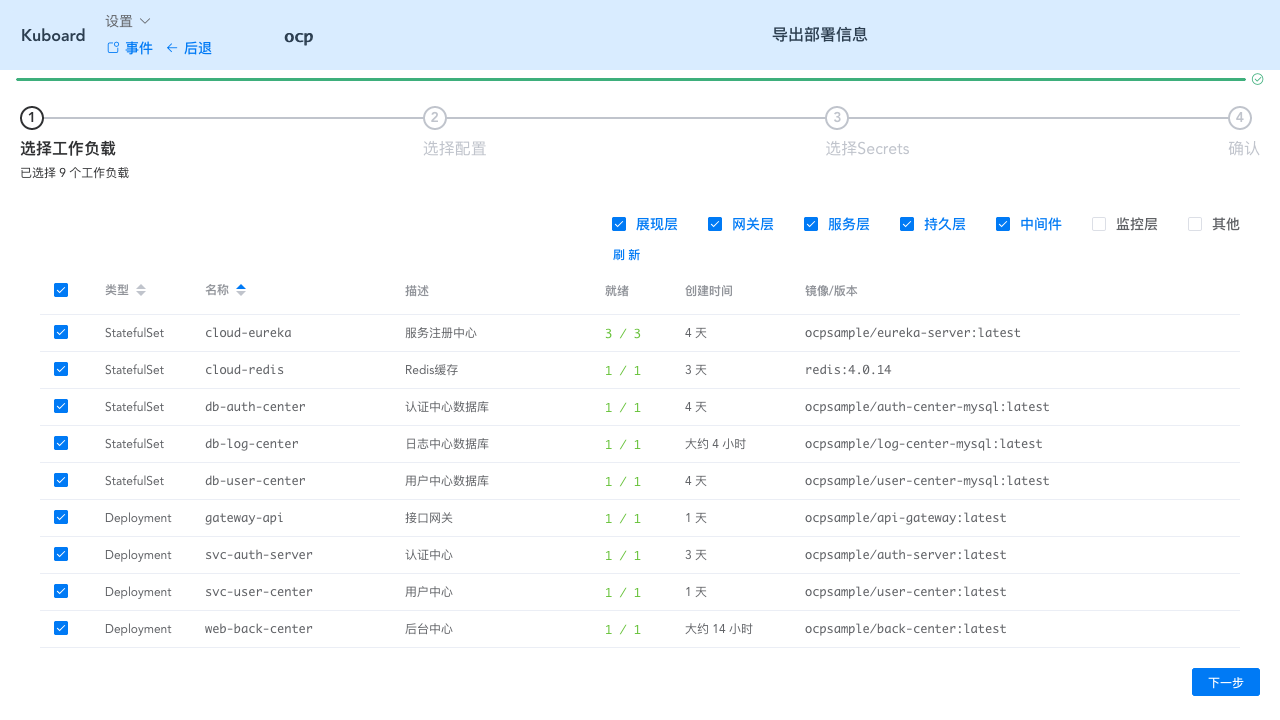 Kuboard
设置
事件 后退
ocp
导出部署信息
1 2 3 4
选择工作负载 选择配置 选择Secrets 确认
已选择 9 个工作负载
展现层 网关层 服务层 持久层 中间件 监控层 其他
刷 新
类型 名称 描述 就绪 创建时间 镜像/版本
StatefulSet cloud-eureka 服务注册中心 3 / 3 4 天 ocpsample/eureka-server:latest
StatefulSet cloud-redis Redis缓存 1 / 1 3 天 redis:4.0.14
StatefulSet db-auth-center 认证中心数据库 1 / 1 4 天 ocpsample/auth-center-mysql:latest
StatefulSet db-log-center 日志中心数据库 1 / 1 大约 4 小时 ocpsample/log-center-mysql:latest
StatefulSet db-user-center 用户中心数据库 1 / 1 4 天 ocpsample/user-center-mysql:latest
Deployment gateway-api 接口网关 1 / 1 1 天 ocpsample/api-gateway:latest
Deployment svc-auth-server 认证中心 1 / 1 3 天 ocpsample/auth-server:latest
Deployment svc-user-center 用户中心 1 / 1 1 天 ocpsample/user-center:latest
Deployment web-back-center 后台中心 1 / 1 大约 14 小时 ocpsample/back-center:latest
下一步